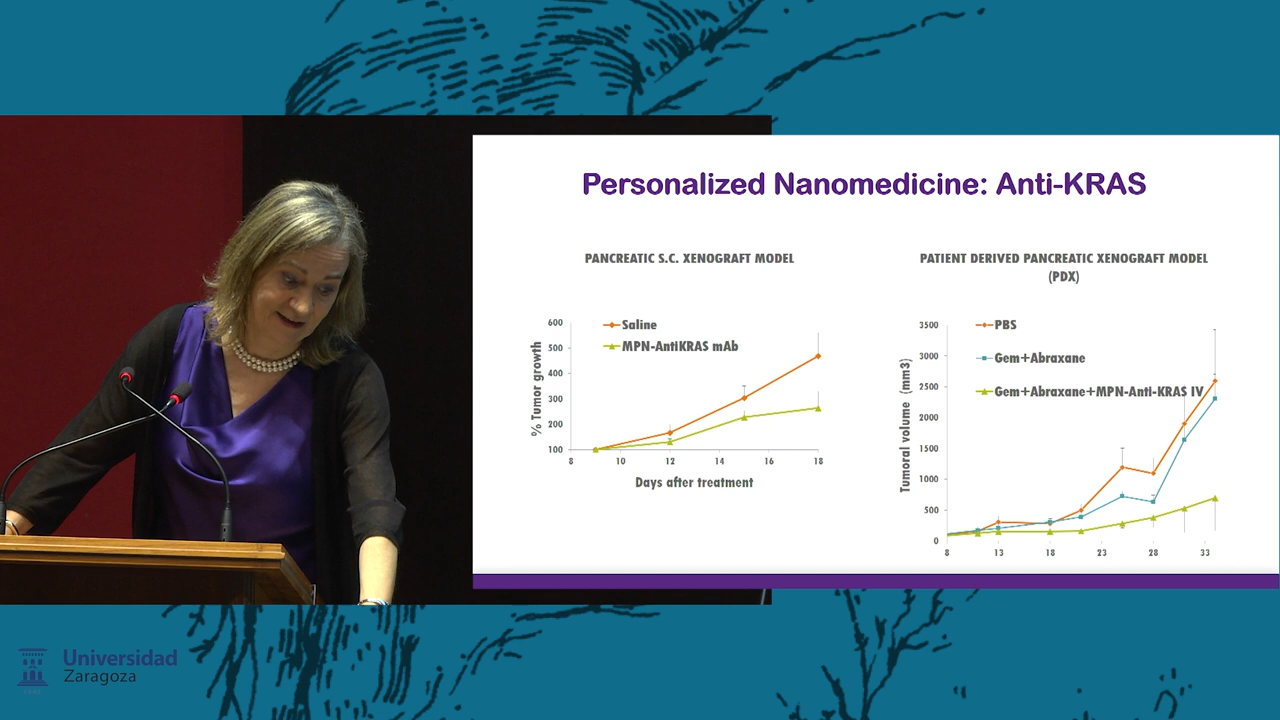 Personalized Nanomedicine: Anti-KRAS
PANCREATIC S.C. XENOGRAFT MODEL
% Tumor growth
600
500
400
300
200
100
Saline
MPN-AntiKRAS mAb
8 10 12 14 16 18
Days after treatment
PATIENT DERIVED PANCREATIC XENOGRAFT MODEL
(PDX)
Tumoral volume (mm3)
3500
3000
2500
2000
1500
1000
500
0
PBS
Gem+Abraxane
Gem+Abraxane+MPN-Anti-KRAS IV
8 13 18 23 28 33
Universidad
Zaragoza
1542